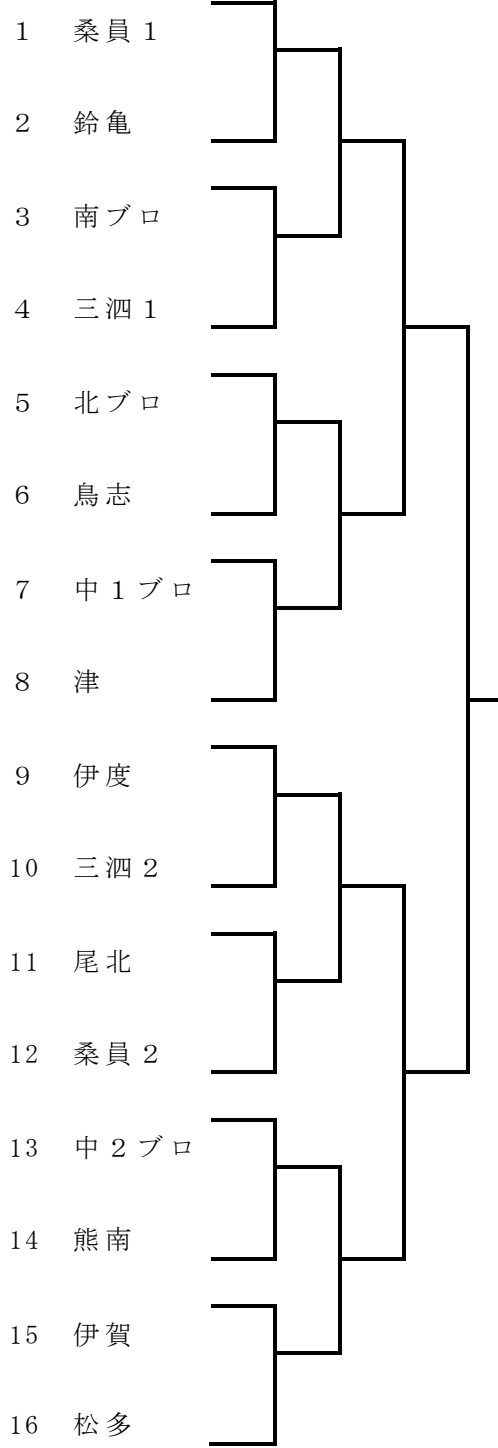 1 桑員1
2 鈴亀
3 南ブロ
4 三泗1
5 北ブロ
6 鳥志
7 中1ブロ
8 津
9 伊度
10 三泗2
11 尾北
12 桑員2
13 中2ブロ
14 熊南
15 伊賀
16 松多